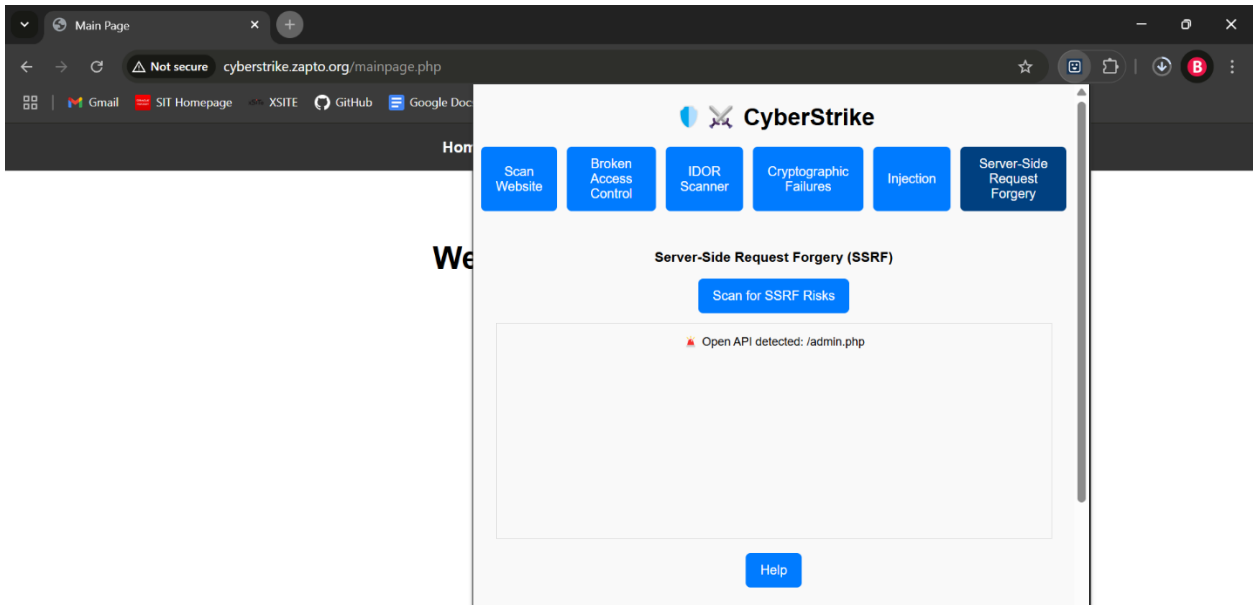 Main Page
Not secure cyberstrike.zapto.org/mainpage.php
B
Gmail SIT Homepage XSITE GitHub Google Doc
Hom
CyberStrike
Scan
Website
Broken
Access
Control
IDOR
Scanner
Cryptographic
Failures
Injection
Server-Side
Request
Forgery
We
Server-Side Request Forgery (SSRF)
Scan for SSRF Risks
Open API detected: /admin.php
Help